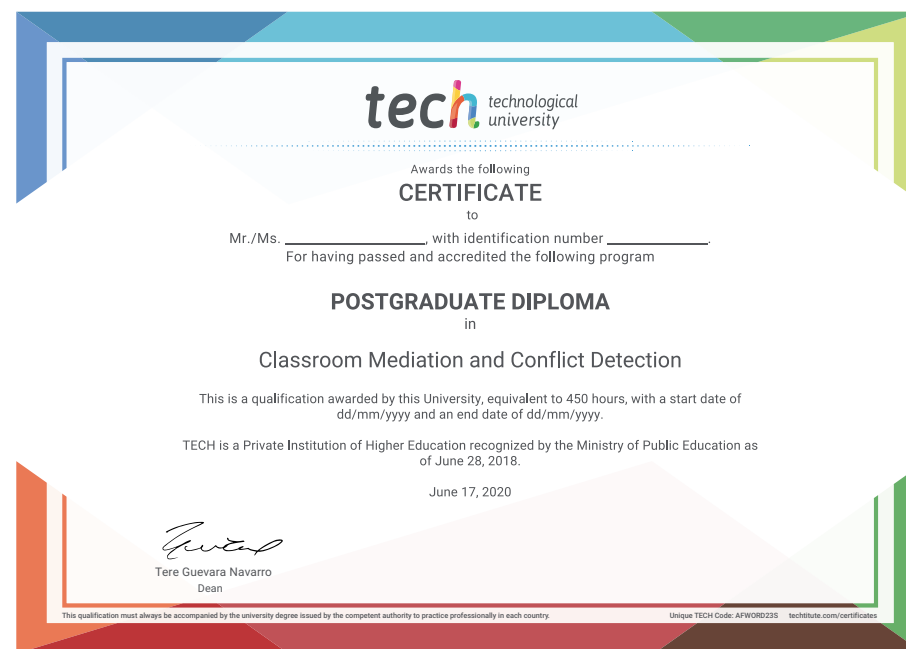 tech technological
university
Awards the following
CERTIFICATE
to
Mr./Ms. ____________________, with identification number ______________.
For having passed and accredited the following program
POSTGRADUATE DIPLOMA
in
Classroom Mediation and Conflict Detection
This is a qualification awarded by this University, equivalent to 450 hours, with a start date of
dd/mm/yyyy and an end date of dd/mm/yyyy.
TECH is a Private Institution of Higher Education recognized by the Ministry of Public Education as
of June 28, 2018.
June 17, 2020
Tere Guevara Navarro
Dean
This qualification must always be accompanied by the university degree issued by the competent authority to practice professionally in each country. Unique TECH Code: AFWORD23S techtitute.com/certificates